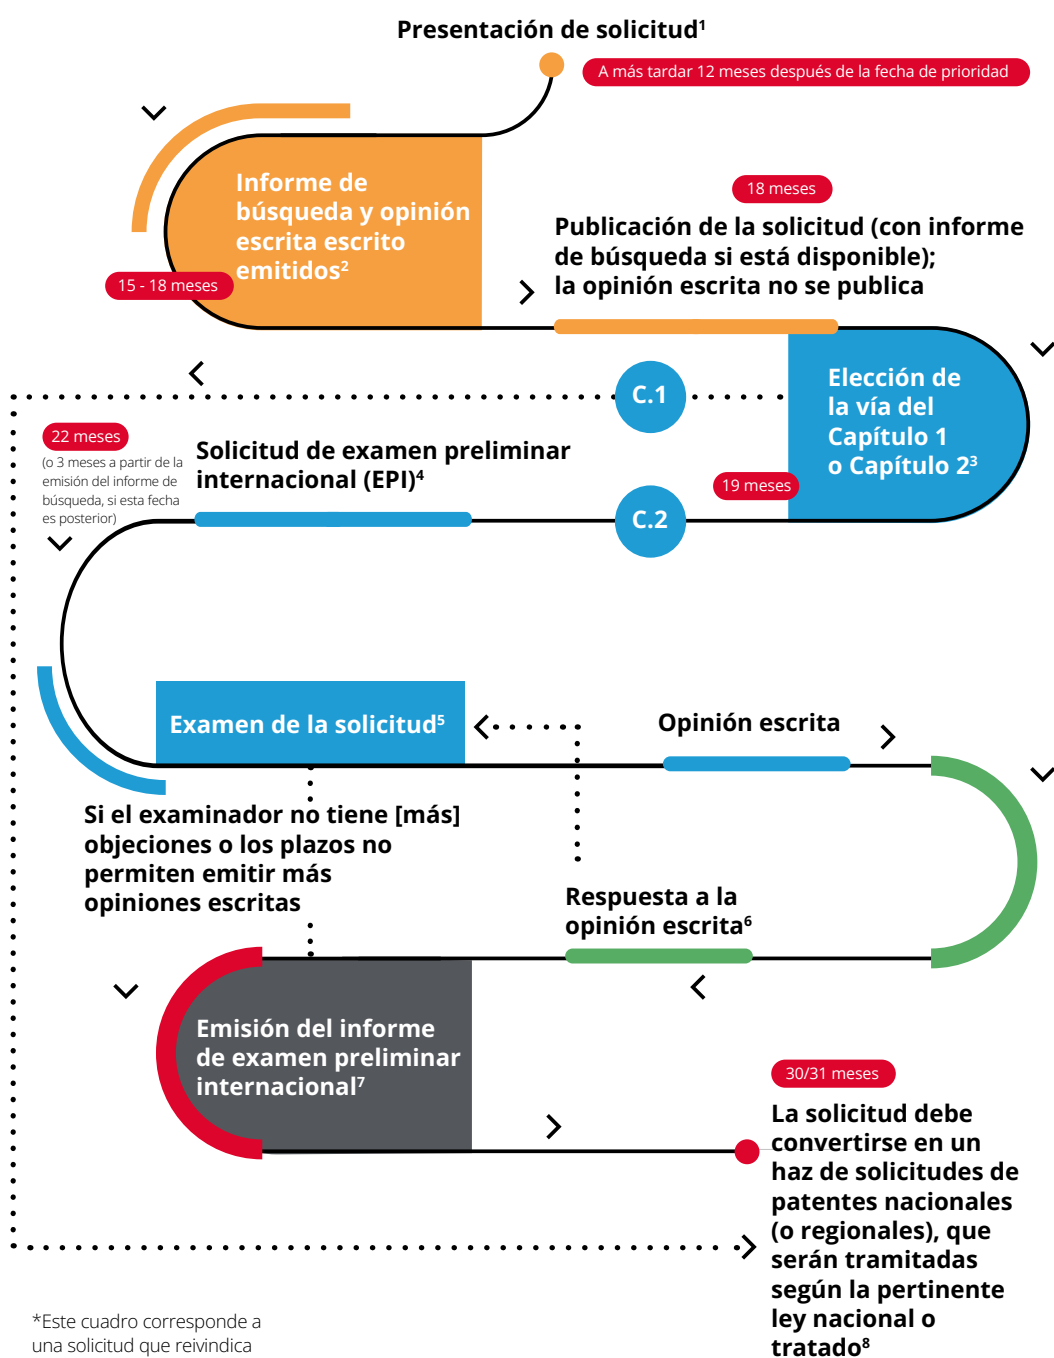 Presentación de solicitud¹
A más tardar 12 meses después de la fecha de prioridad
Informe de
búsqueda y opinión
escrita escrito
emitidos²
15 - 18 meses
18 meses
Publicación de la solicitud (con informe
de búsqueda si está disponible);
la opinión escrita no se publica
Elección de
la vía del
Capítulo 1
o Capítulo 2³
C.1
19 meses
C.2
22 meses
(o 3 meses a partir de la
emisión del informe de
búsqueda, si esta fecha
es posterior)
Solicitud de examen preliminar
internacional (EPI)⁴
Examen de la solicitud⁵
Opinión escrita
Si el examinador no tiene [más]
objeciones o los plazos no
permiten emitir más
opiniones escritas
Respuesta a la
opinión escrita⁶
Emisión del informe
de examen preliminar
internacional⁷
30/31 meses
La solicitud debe
convertirse en un
haz de solicitudes de
patentes nacionales
(o regionales), que
serán tramitadas
según la pertinente
ley nacional o
tratado⁸
*Este cuadro corresponde a
una solicitud que reivindica